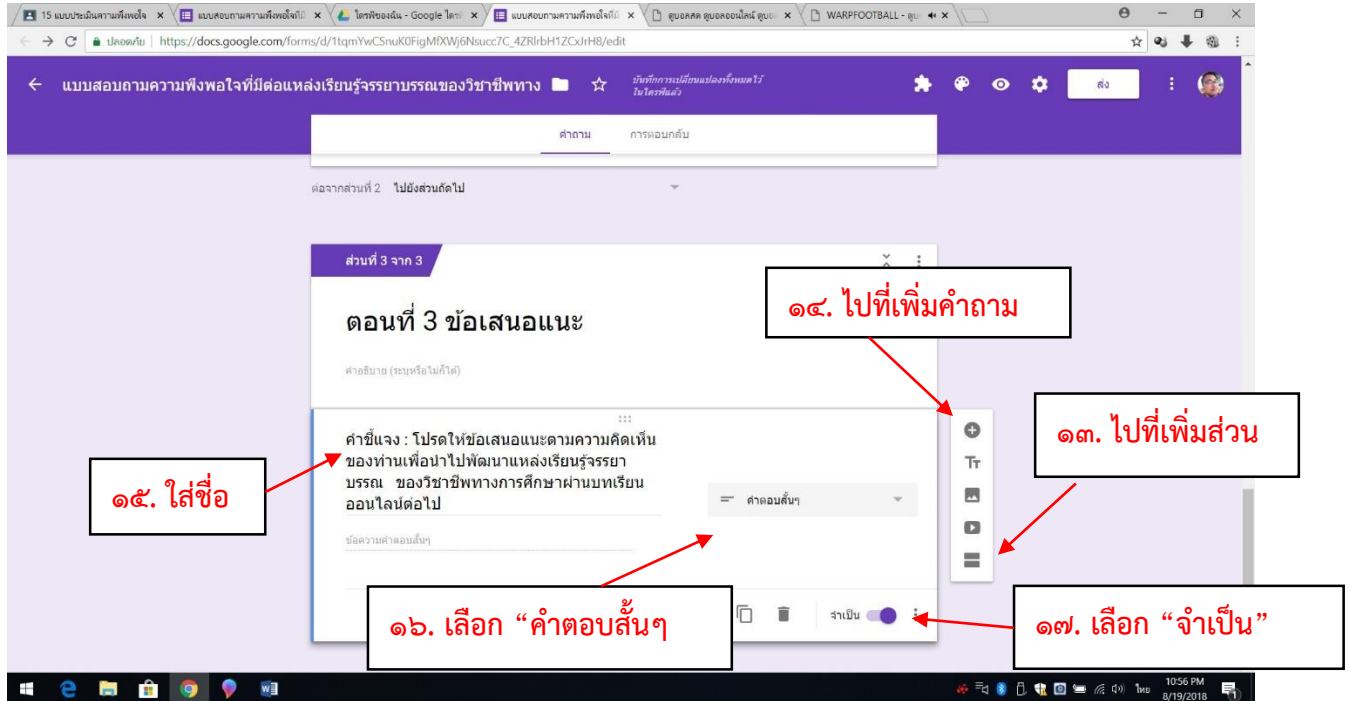 15 แบบประเมินความพึงพอใจ
แบบสอบถามความพึงพอใจที่มี
ไดรฟ์ของฉัน - Google ไดรฟ์
แบบสอบถามความพึงพอใจที่มี
ดูบอลสด ดูบอลออนไลน์ ดูบอ
WARPFOOTBALL - ดูบ
ปลอดภัย | https://docs.google.com/forms/d/1tqmYwCSnuK0FigMfXWj6Nsucc7C_4ZRlrbH1ZCxJrH8/edit
แบบสอบถามความพึงพอใจที่มีต่อแหล่งเรียนรู้จรรยาบรรณของวิชาชีพทาง
บันทึกการเปลี่ยนแปลงทั้งหมดไว้
ในไดรฟ์แล้ว
ส่ง
คำถาม การตอบกลับ
ต่อจากส่วนที่ 2 ไปยังส่วนถัดไป
ส่วนที่ 3 จาก 3
๑๔. ไปที่เพิ่มคำถาม
ตอนที่ 3 ข้อเสนอแนะ
คำอธิบาย (ระบุหรือไม่ก็ได้)
๑๓. ไปที่เพิ่มส่วน
คำชี้แจง : โปรดให้ข้อเสนอแนะตามความคิดเห็น
ของท่านเพื่อนำไปพัฒนาแหล่งเรียนรู้จรรยา
บรรณ ของวิชาชีพทางการศึกษาผ่านบทเรียน
ออนไลน์ต่อไป
๑๕. ใส่ชื่อ
คำตอบสั้นๆ
ข้อความคำตอบสั้นๆ
๑๖. เลือก “คำตอบสั้นๆ
จำเป็น
๑๗. เลือก “จำเป็น”
ไทย
10:56 PM
8/19/2018